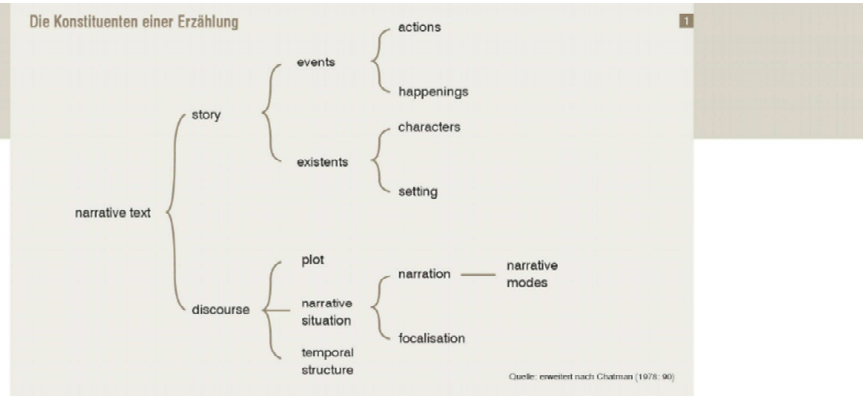 Die Konstituenten einer Erzählung
1
actions
events
happenings
story
characters
existents
setting
narrative text
plot
narration
narrative
modes
discourse
narrative
situation
focalisation
temporal
structure
Quelle: erweitert nach Chatman (1978: 90)